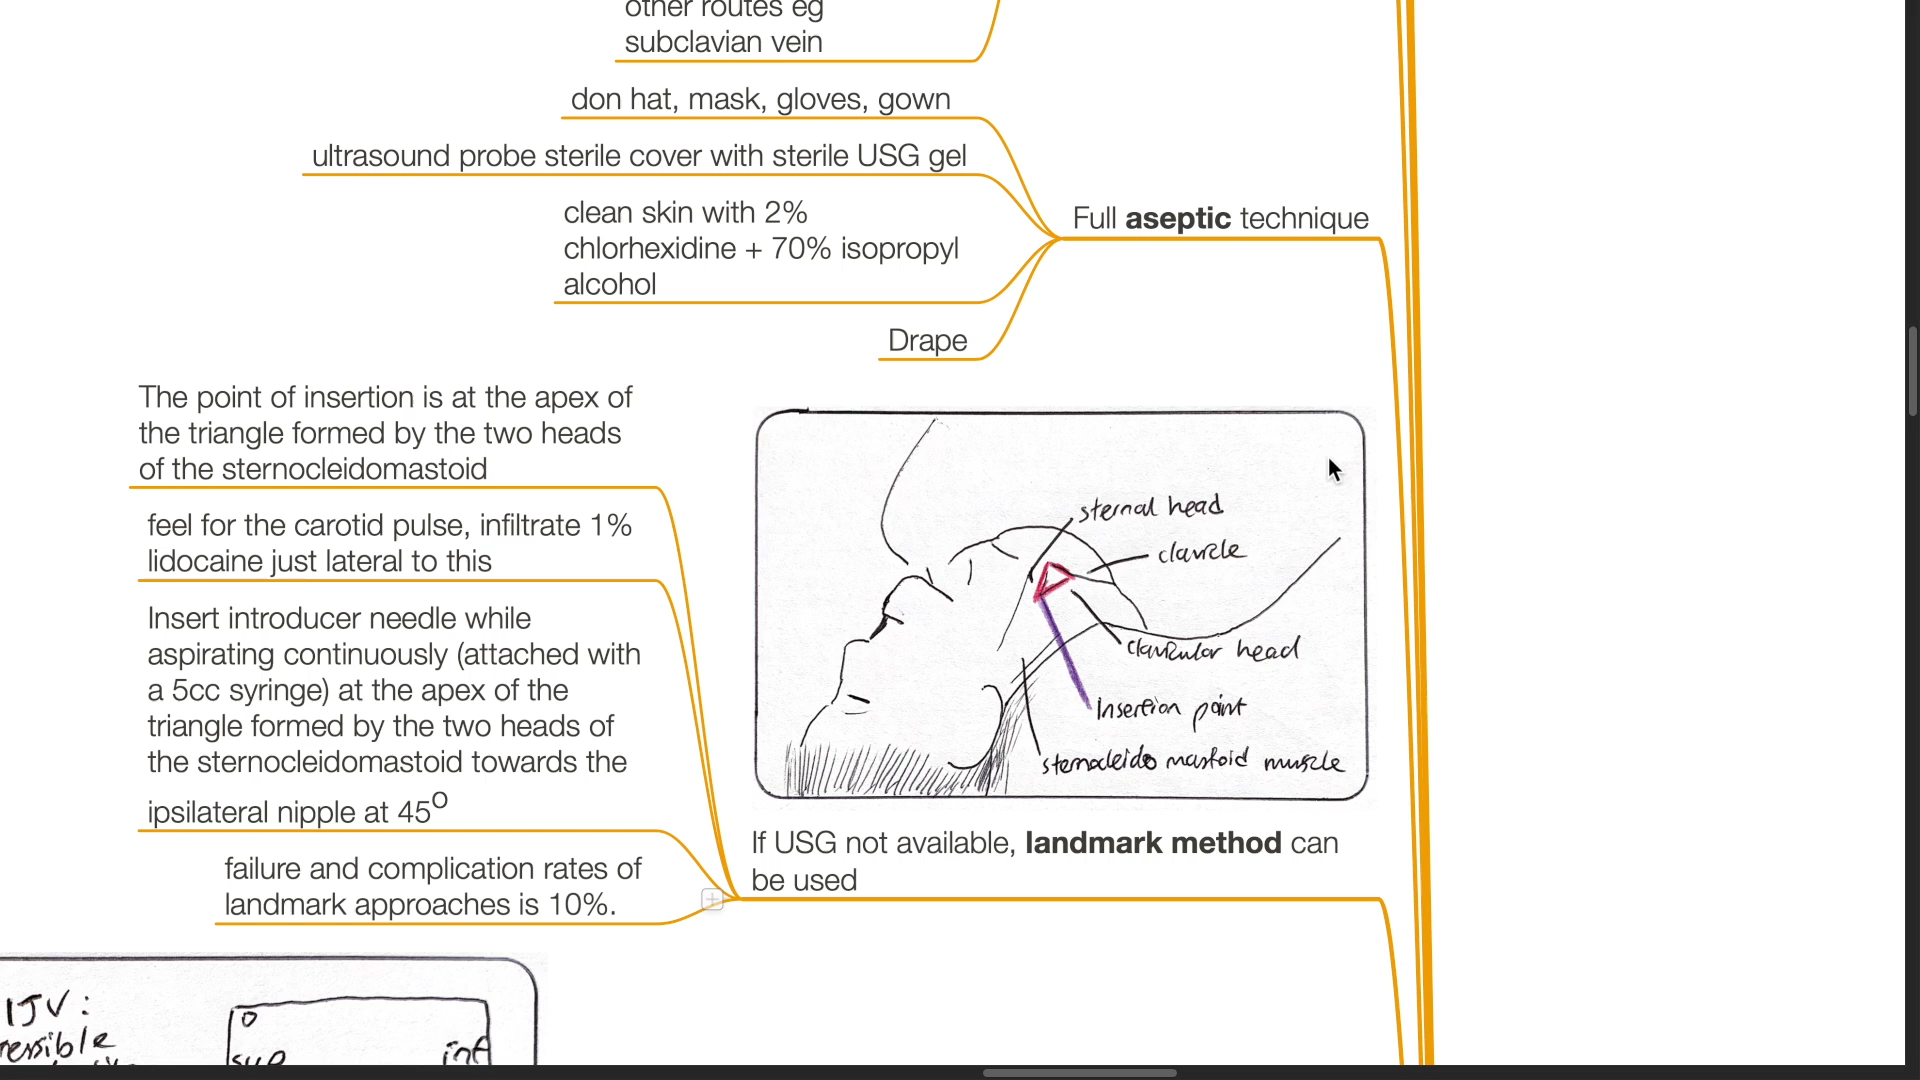 other routes eg
subclavian vein
don hat, mask, gloves, gown
ultrasound probe sterile cover with sterile USG gel
clean skin with 2%
chlorhexidine + 70% isopropyl
alcohol
Drape
Full aseptic technique
The point of insertion is at the apex of
the triangle formed by the two heads
of the sternocleidomastoid
feel for the carotid pulse, infiltrate 1%
lidocaine just lateral to this
Insert introducer needle while
aspirating continuously (attached with
a 5cc syringe) at the apex of the
triangle formed by the two heads of
the sternocleidomastoid towards the
ipsilateral nipple at 45º
failure and complication rates of
landmark approaches is 10%.
sternal head
clavicle
clavicular head
Insertion point
sternocleido mastoid muscle
If USG not available, landmark method can
be used
IJV:
sup
inf